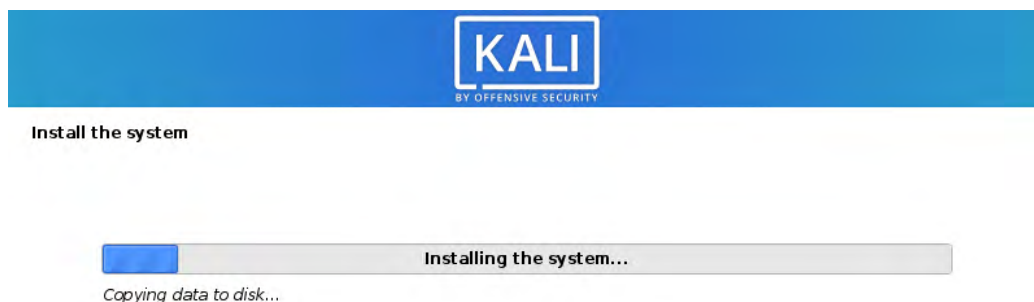 KALI
BY OFFENSIVE SECURITY
Install the system
Installing the system...
Copying data to disk...